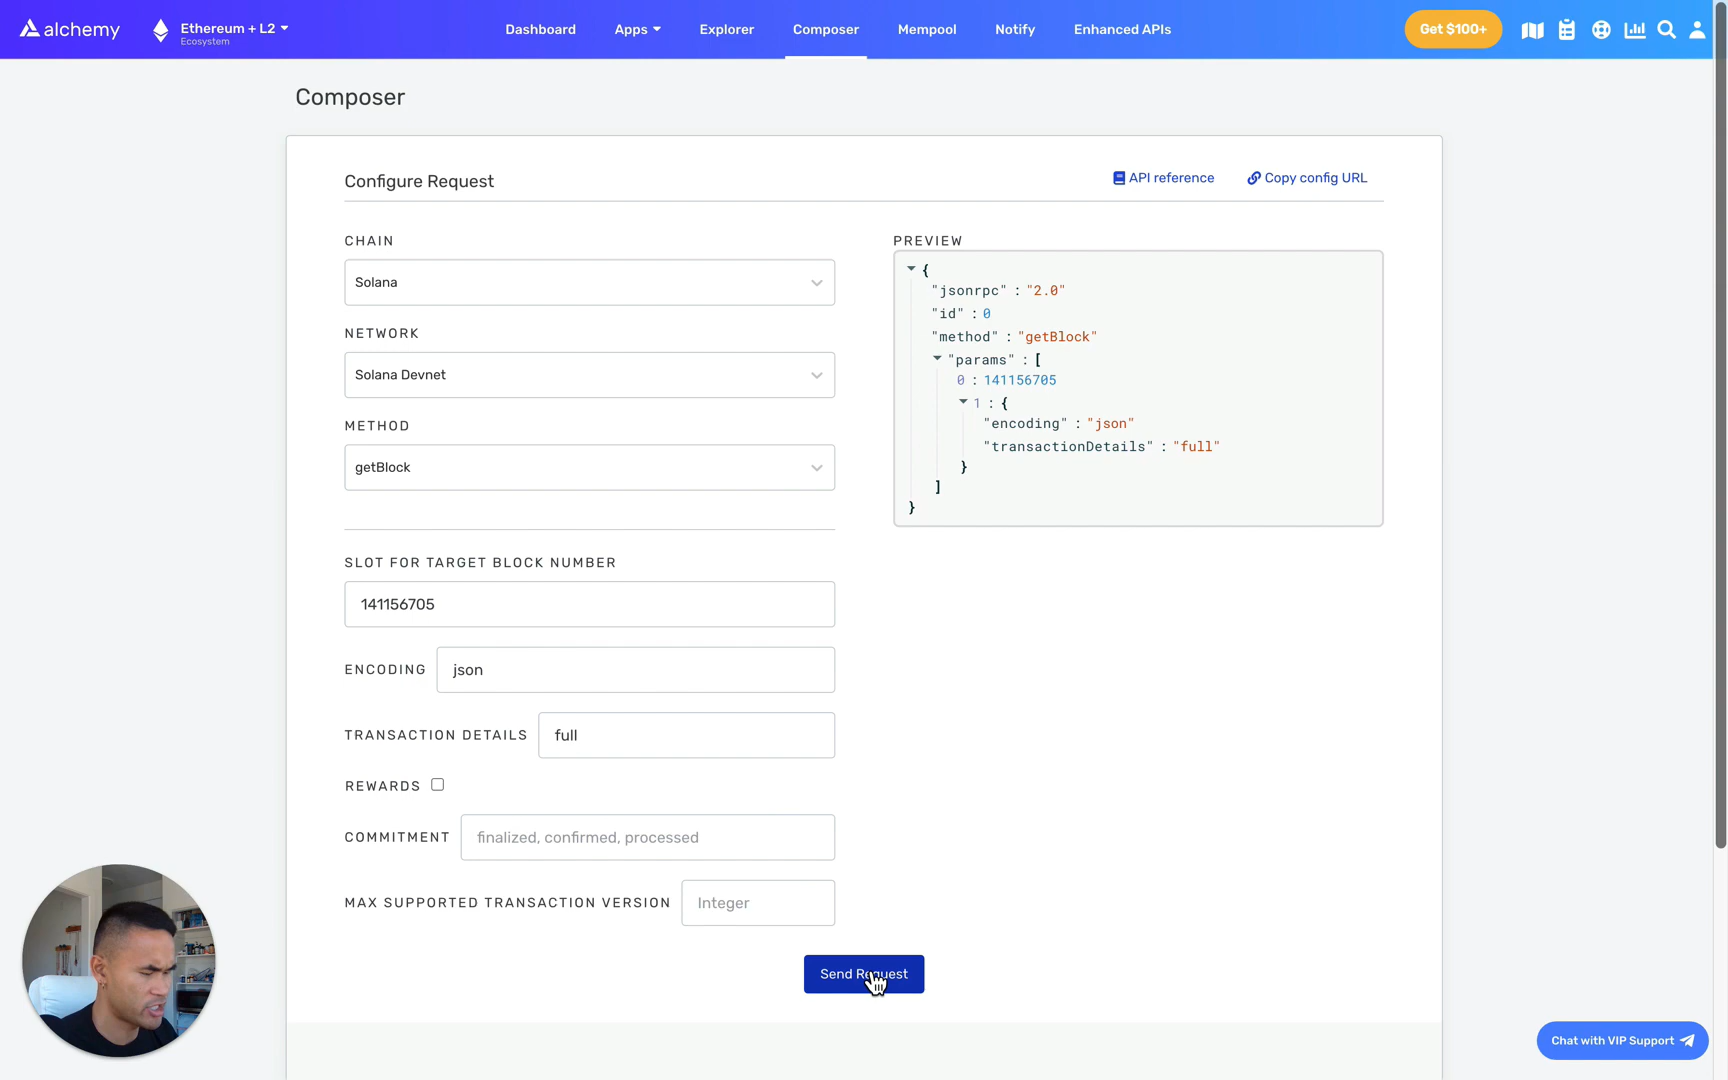 alchemy
Ethereum + L2
Ecosystem
Dashboard
Apps
Explorer
Composer
Mempool
Notify
Enhanced APIs
Get $100+
Composer
Configure Request
API reference
Copy config URL
CHAIN
Solana
NETWORK
Solana Devnet
METHOD
getBlock
SLOT FOR TARGET BLOCK NUMBER
141156705
ENCODING
json
TRANSACTION DETAILS
full
REWARDS
COMMITMENT
finalized, confirmed, processed
MAX SUPPORTED TRANSACTION VERSION
Integer
Send Request
PREVIEW
{
"jsonrpc" : "2.0"
"id" : 0
"method" : "getBlock"
"params" : [
0 : 141156705
1 : {
"encoding" : "json"
"transactionDetails" : "full"
}
]
}
Chat with VIP Support